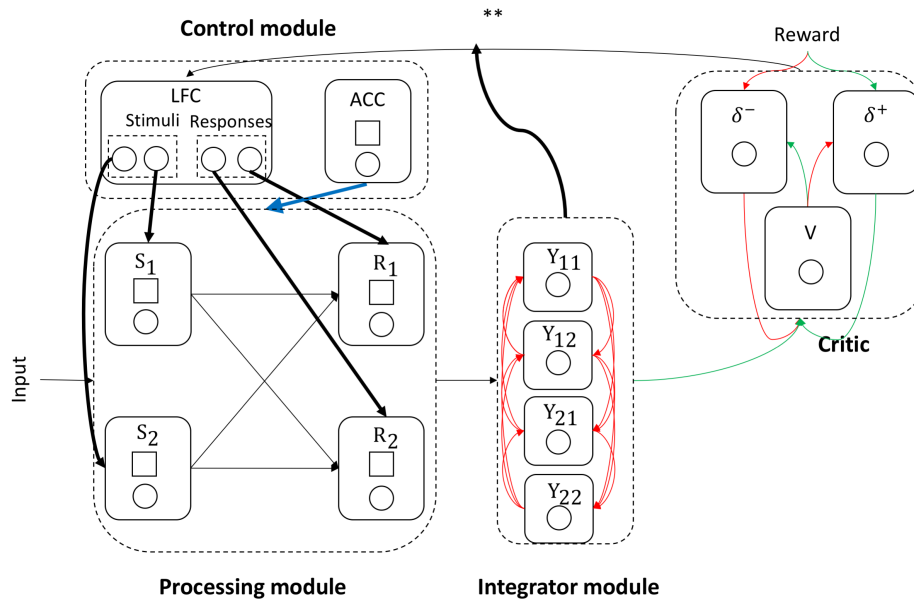 **
Control module
Reward
LFC
ACC
Stimuli
Responses
δ⁻
δ⁺
V
S₁
R₁
Y₁₁
Y₁₂
Critic
Input
Y₂₁
S₂
R₂
Y₂₂
Processing module
Integrator module